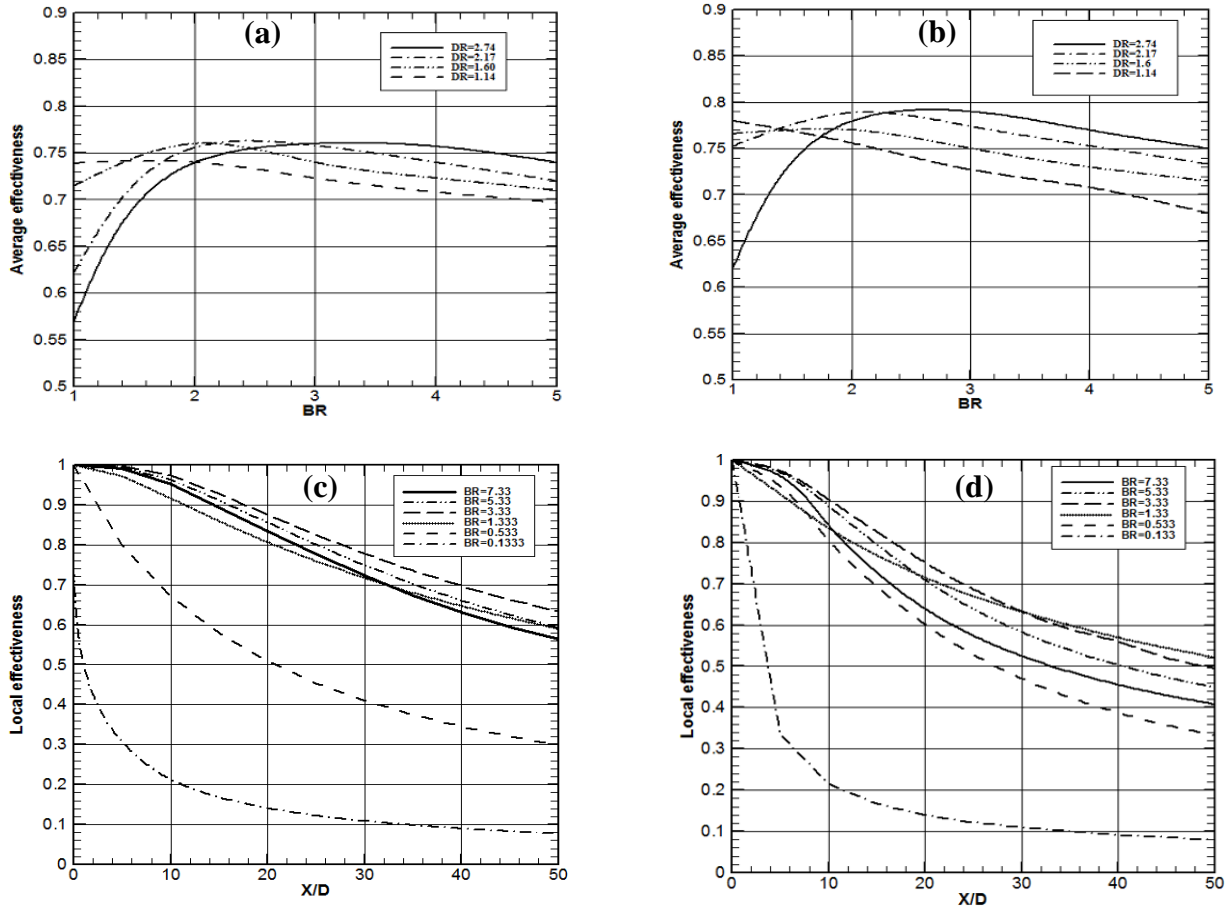 (a)
DR=2.74
DR=2.17
DR=1.60
DR=1.14
0.9
0.85
0.8
0.75
0.7
0.65
0.6
0.55
0.5
Average effectiveness
1 2 3 4 5
BR
(b)
DR=2.74
DR=2.17
DR=1.6
DR=1.14
0.9
0.85
0.8
0.75
0.7
0.65
0.6
0.55
0.5
Average effectiveness
1 2 3 4 5
BR
(c)
BR=7.33
BR=5.33
BR=3.33
BR=1.333
BR=0.533
BR=0.1333
1
0.9
0.8
0.7
0.6
0.5
0.4
0.3
0.2
0.1
0
Local effectiveness
0 10 20 30 40 50
X/D
(d)
BR=7.33
BR=5.33
BR=3.33
BR=1.33
BR=0.533
BR=0.133
1
0.9
0.8
0.7
0.6
0.5
0.4
0.3
0.2
0.1
0
Local effectiveness
0 10 20 30 40 50
X/D